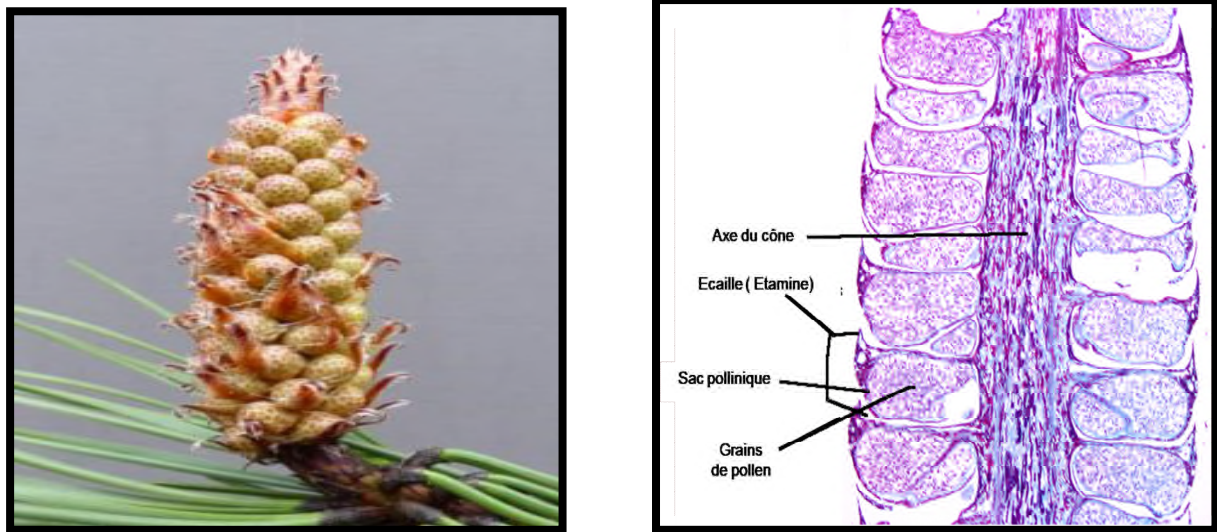 Axe du cône
Ecaille ( Etamine)
Sac pollinique
Grains
de pollen